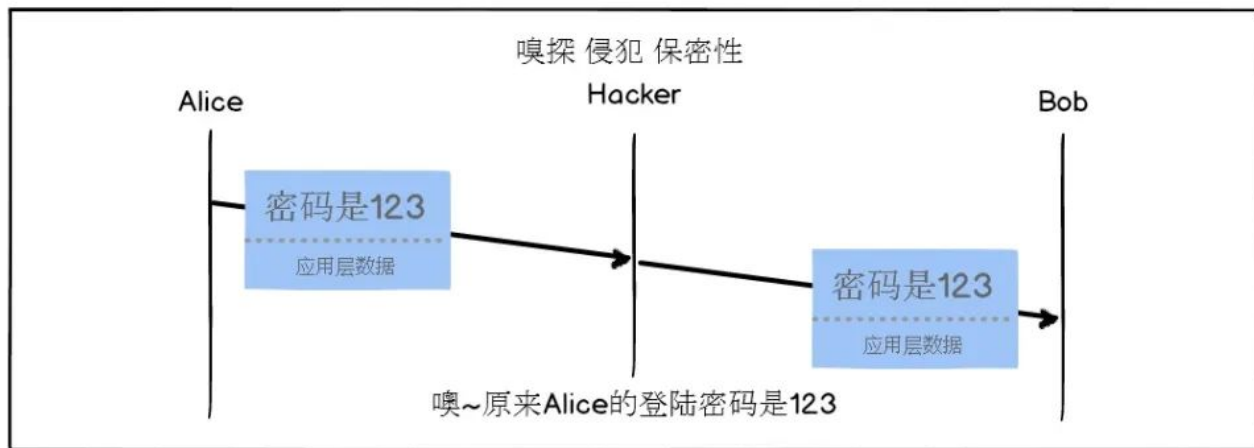 嗅探 侵犯 保密性
Alice
Hacker
Bob
密码是123
应用层数据
密码是123
应用层数据
噢~原来Alice的登陆密码是123